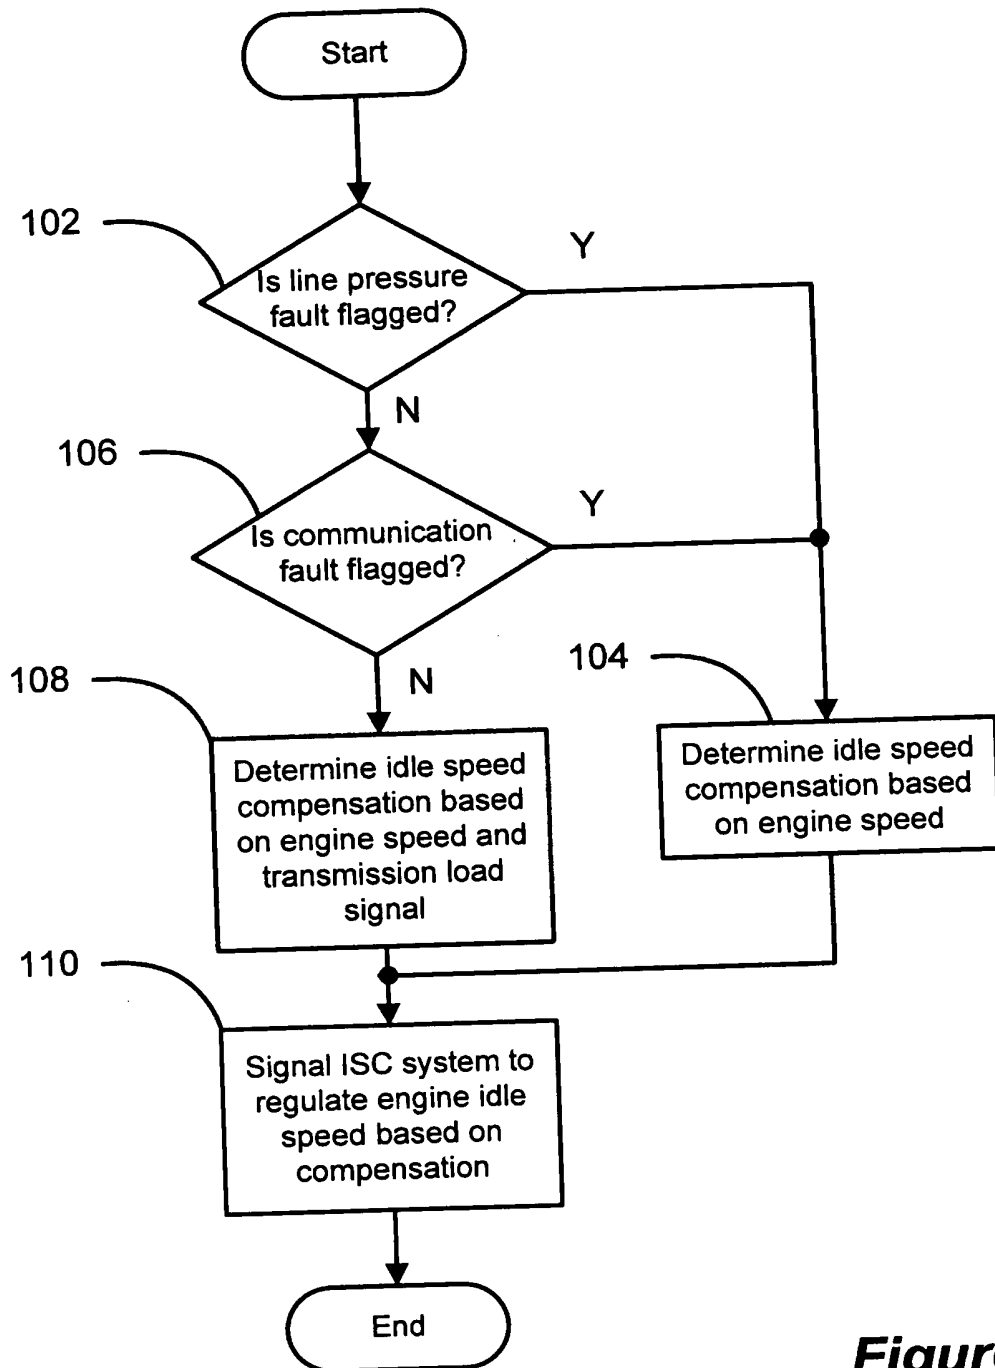 Start
102
Is line pressure
fault flagged?
Y
N
106
Is communication
fault flagged?
Y
N
108
Determine idle speed
compensation based
on engine speed and
transmission load
signal
104
Determine idle speed
compensation based
on engine speed
110
Signal ISC system to
regulate engine idle
speed based on
compensation
End
Figure